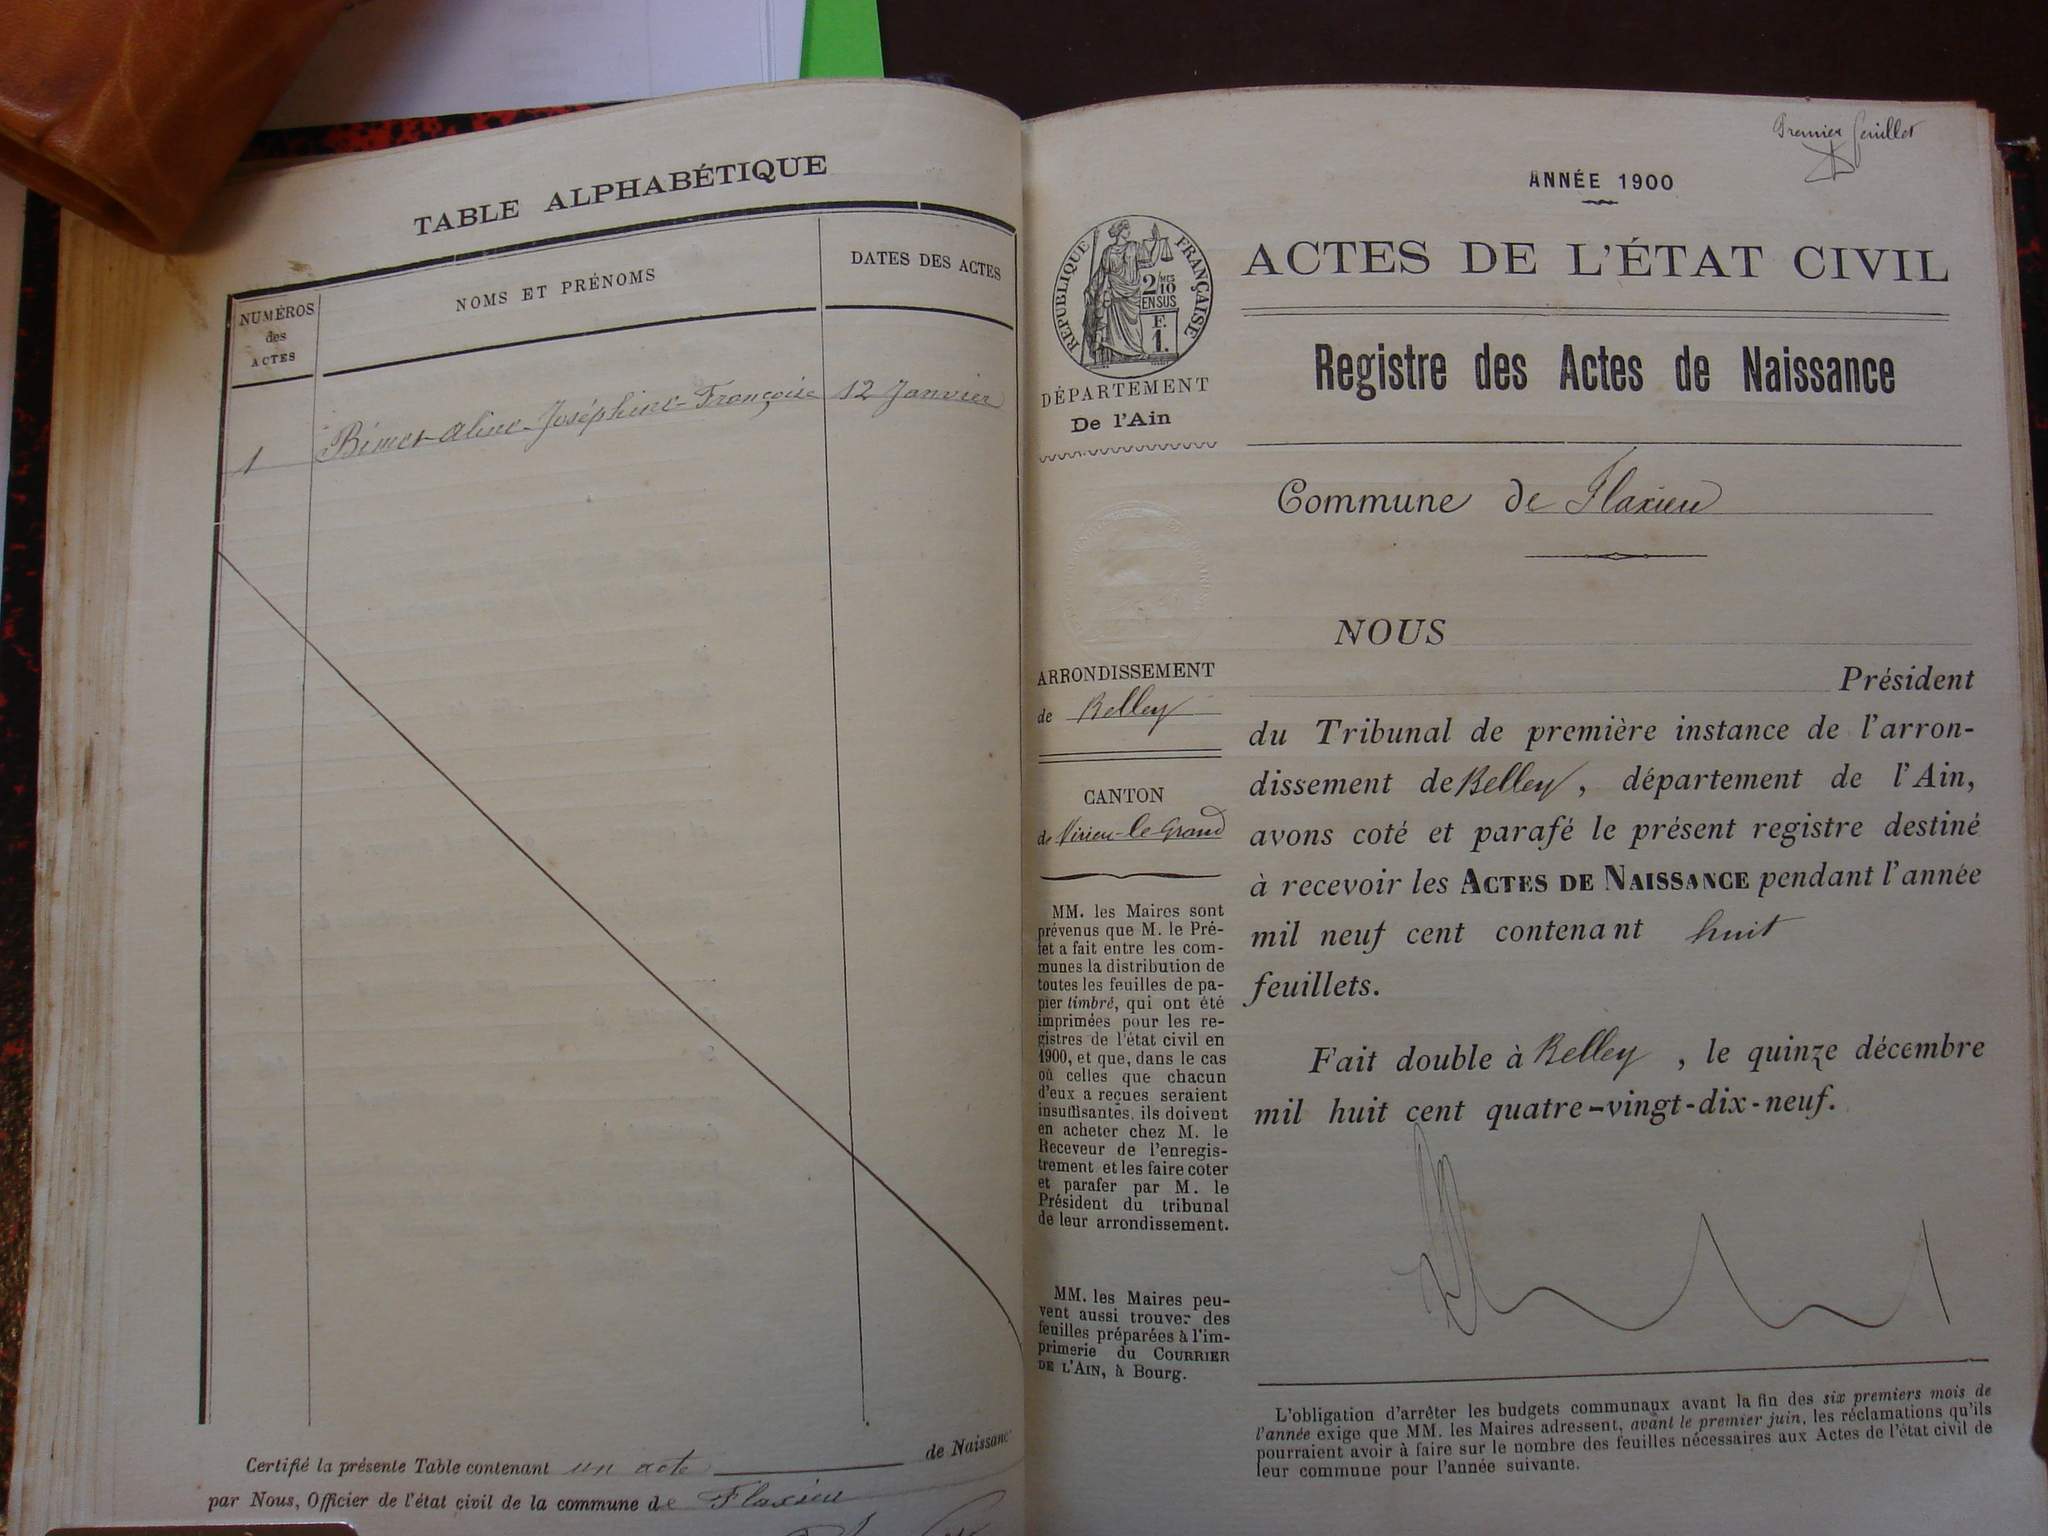 TABLE ALPHABÉTIQUE
NUMÉROS
des
ACTES
NOMS ET PRÉNOMS
DATES DES ACTES
1 Bimet Aline Joséphine Françoise 12 Janvier
Certifié la présente Table contenant un acte de Naissanc
par Nous, Officier de l'état civil de la commune de Flaxieu
Premier feuillet
ANNÉE 1900
RÉPUBLIQUE FRANÇAISE
2/10 MES
EN SUS
F.
1.
ACTES DE L'ÉTAT CIVIL
Registre des Actes de Naissance
DÉPARTEMENT
De l'Ain
Commune de Flaxieu
ARRONDISSEMENT
de Belley
CANTON
de Virieu-le-Grand
MM. les Maires sont
prévenus que M. le Pré-
fet a fait entre les com-
munes la distribution de
toutes les feuilles de pa-
pier timbré, qui ont été
imprimées pour les re-
gistres de l'état civil en
1900, et que, dans le cas
où celles que chacun
d'eux a reçues seraient
insuffisantes, ils doivent
en acheter chez M. le
Receveur de l'enregis-
trement et les faire coter
et parafer par M. le
Président du tribunal
de leur arrondissement.
MM. les Maires peu-
vent aussi trouver des
feuilles préparées à l'im-
primerie du COURRIER
DE L'AIN, à Bourg.
NOUS
Président
du Tribunal de première instance de l'arron-
dissement de Belley, département de l'Ain,
avons coté et parafé le présent registre destiné
à recevoir les ACTES DE NAISSANCE pendant l'année
mil neuf cent contenant huit
feuillets.
Fait double à Belley, le quinze décembre
mil huit cent quatre-vingt-dix-neuf.
L'obligation d'arrêter les budgets communaux avant la fin des six premiers mois de
l'année exige que MM. les Maires adressent, avant le premier juin, les réclamations qu'ils
pourraient avoir à faire sur le nombre des feuilles nécessaires aux Actes de l'état civil de
leur commune pour l'année suivante.